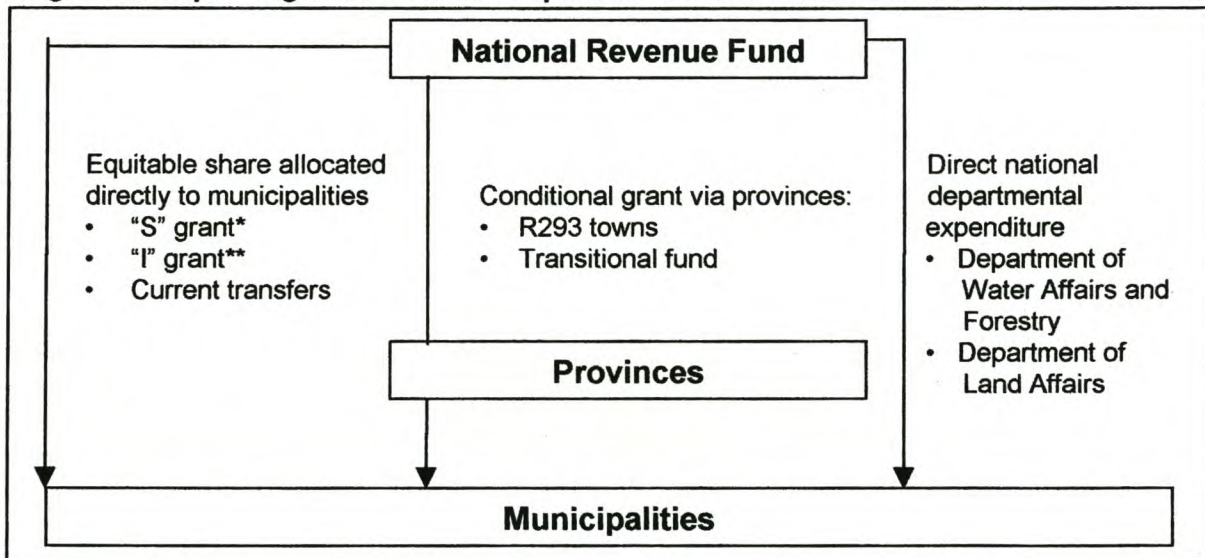 National Revenue Fund
Equitable share allocated
directly to municipalities
• “S” grant*
• “I” grant**
• Current transfers
Conditional grant via provinces:
• R293 towns
• Transitional fund
Direct national
departmental
expenditure
• Department of
Water Affairs and
Forestry
• Department of
Land Affairs
Provinces
Municipalities